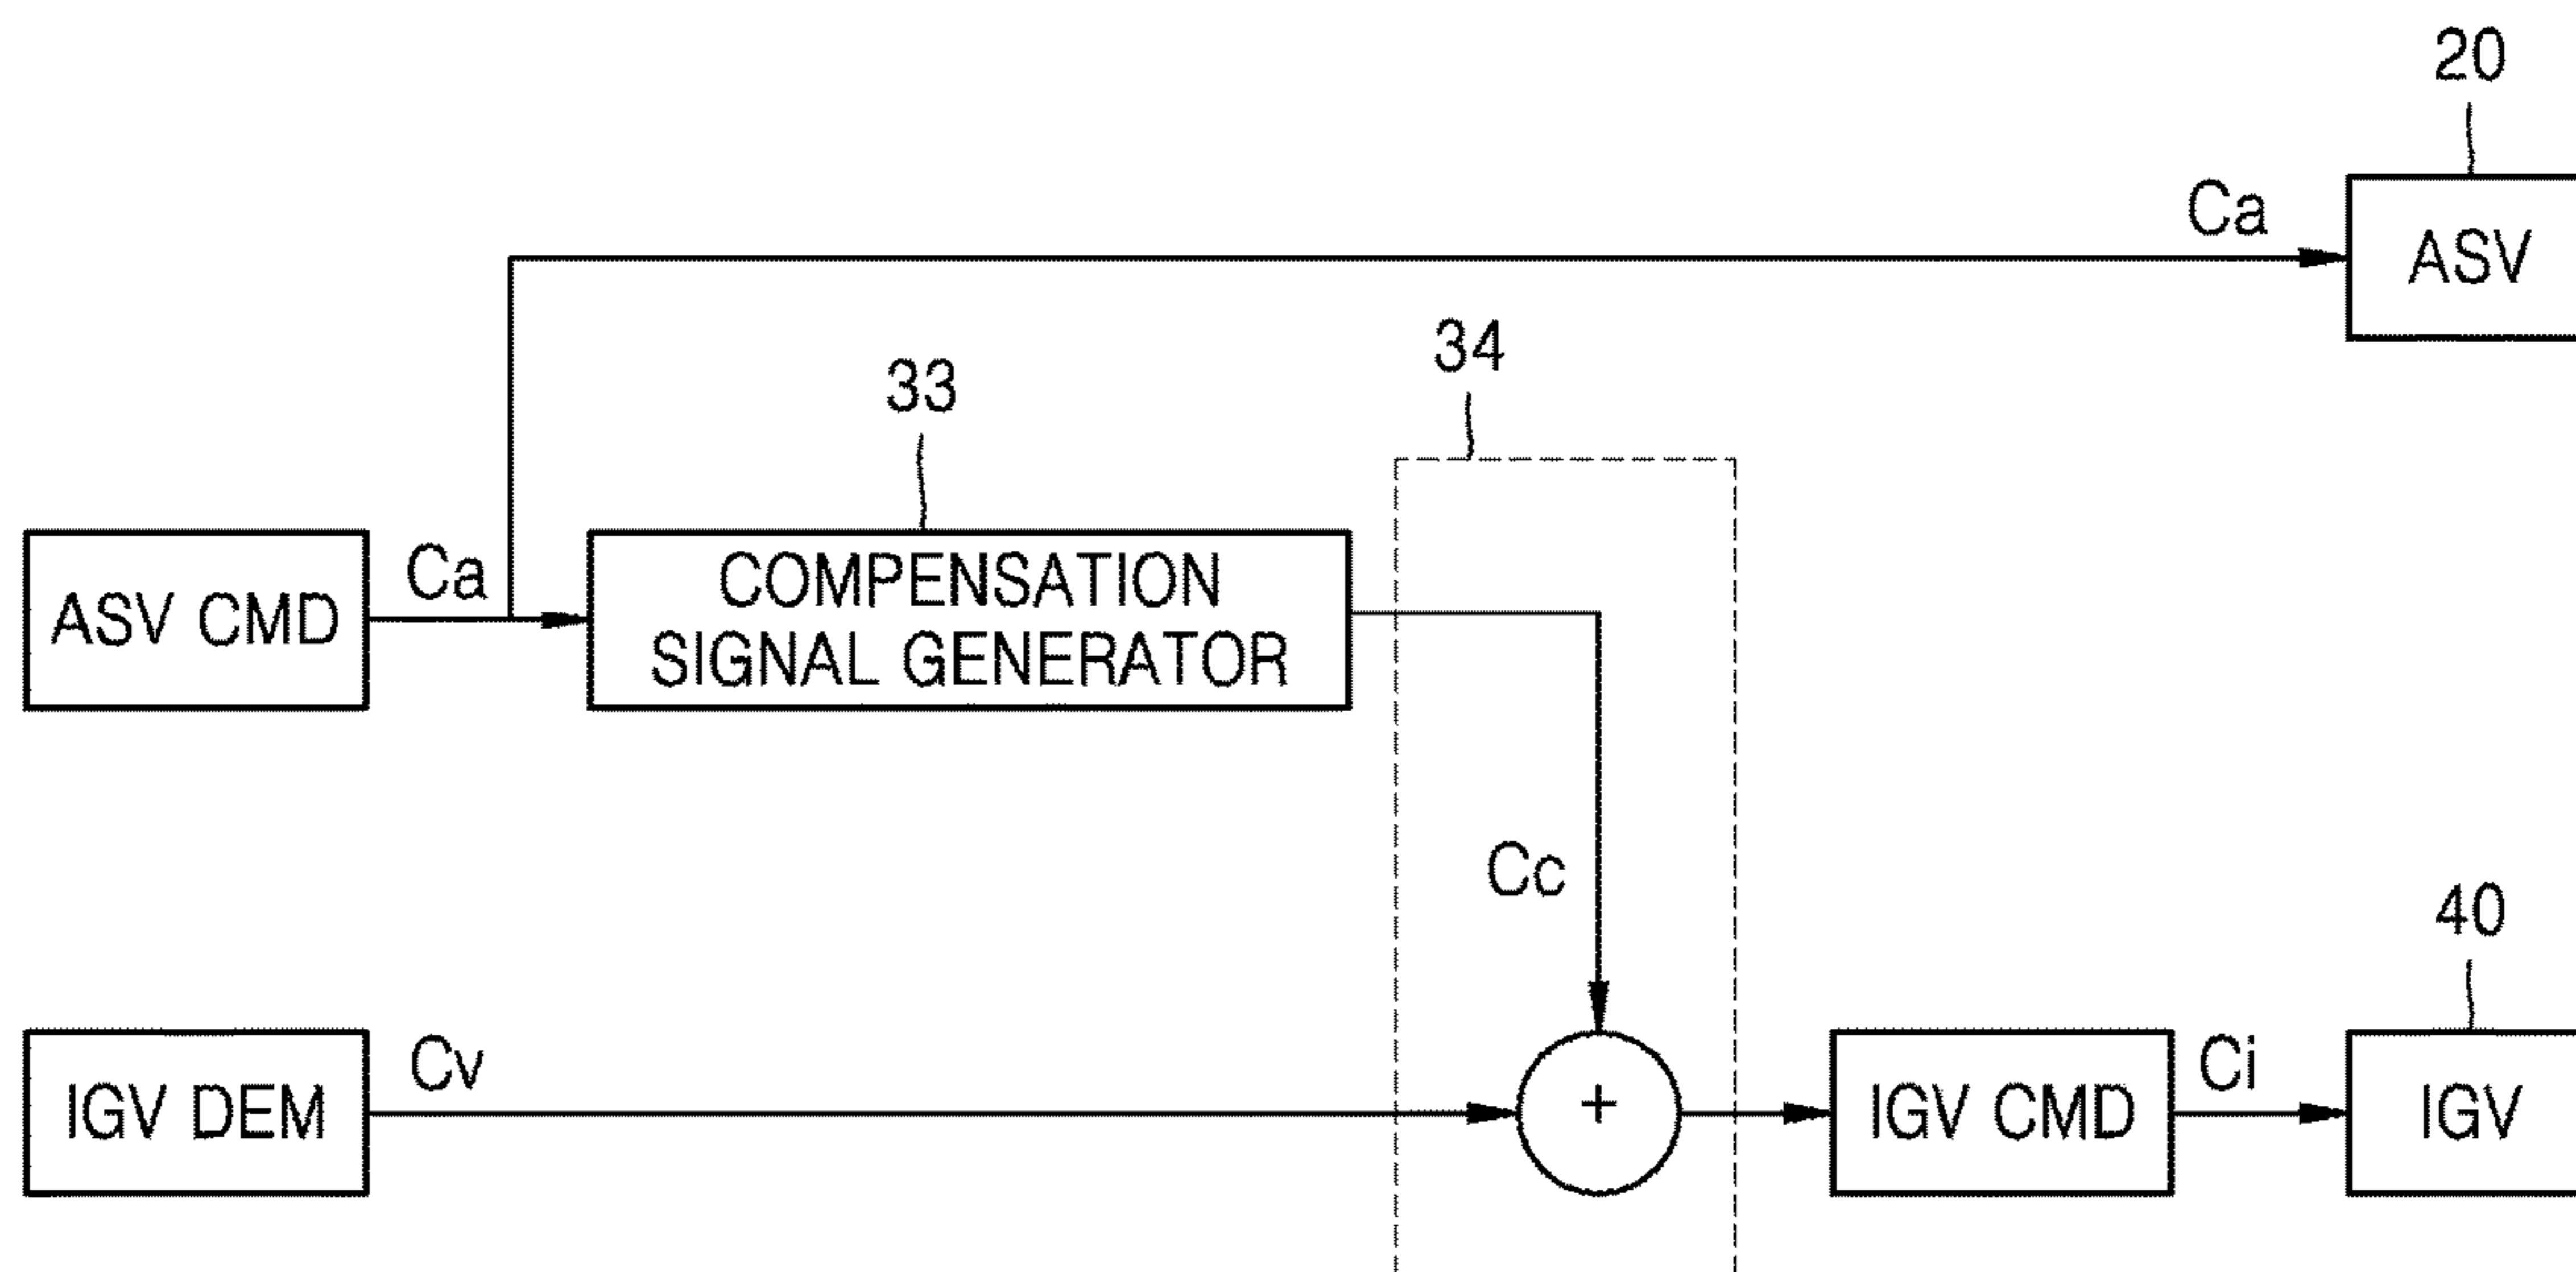 20
Ca
ASV
34
33
ASV CMD
Ca
COMPENSATION
SIGNAL GENERATOR
Cc
40
IGV DEM
Cv
+
IGV CMD
Ci
IGV